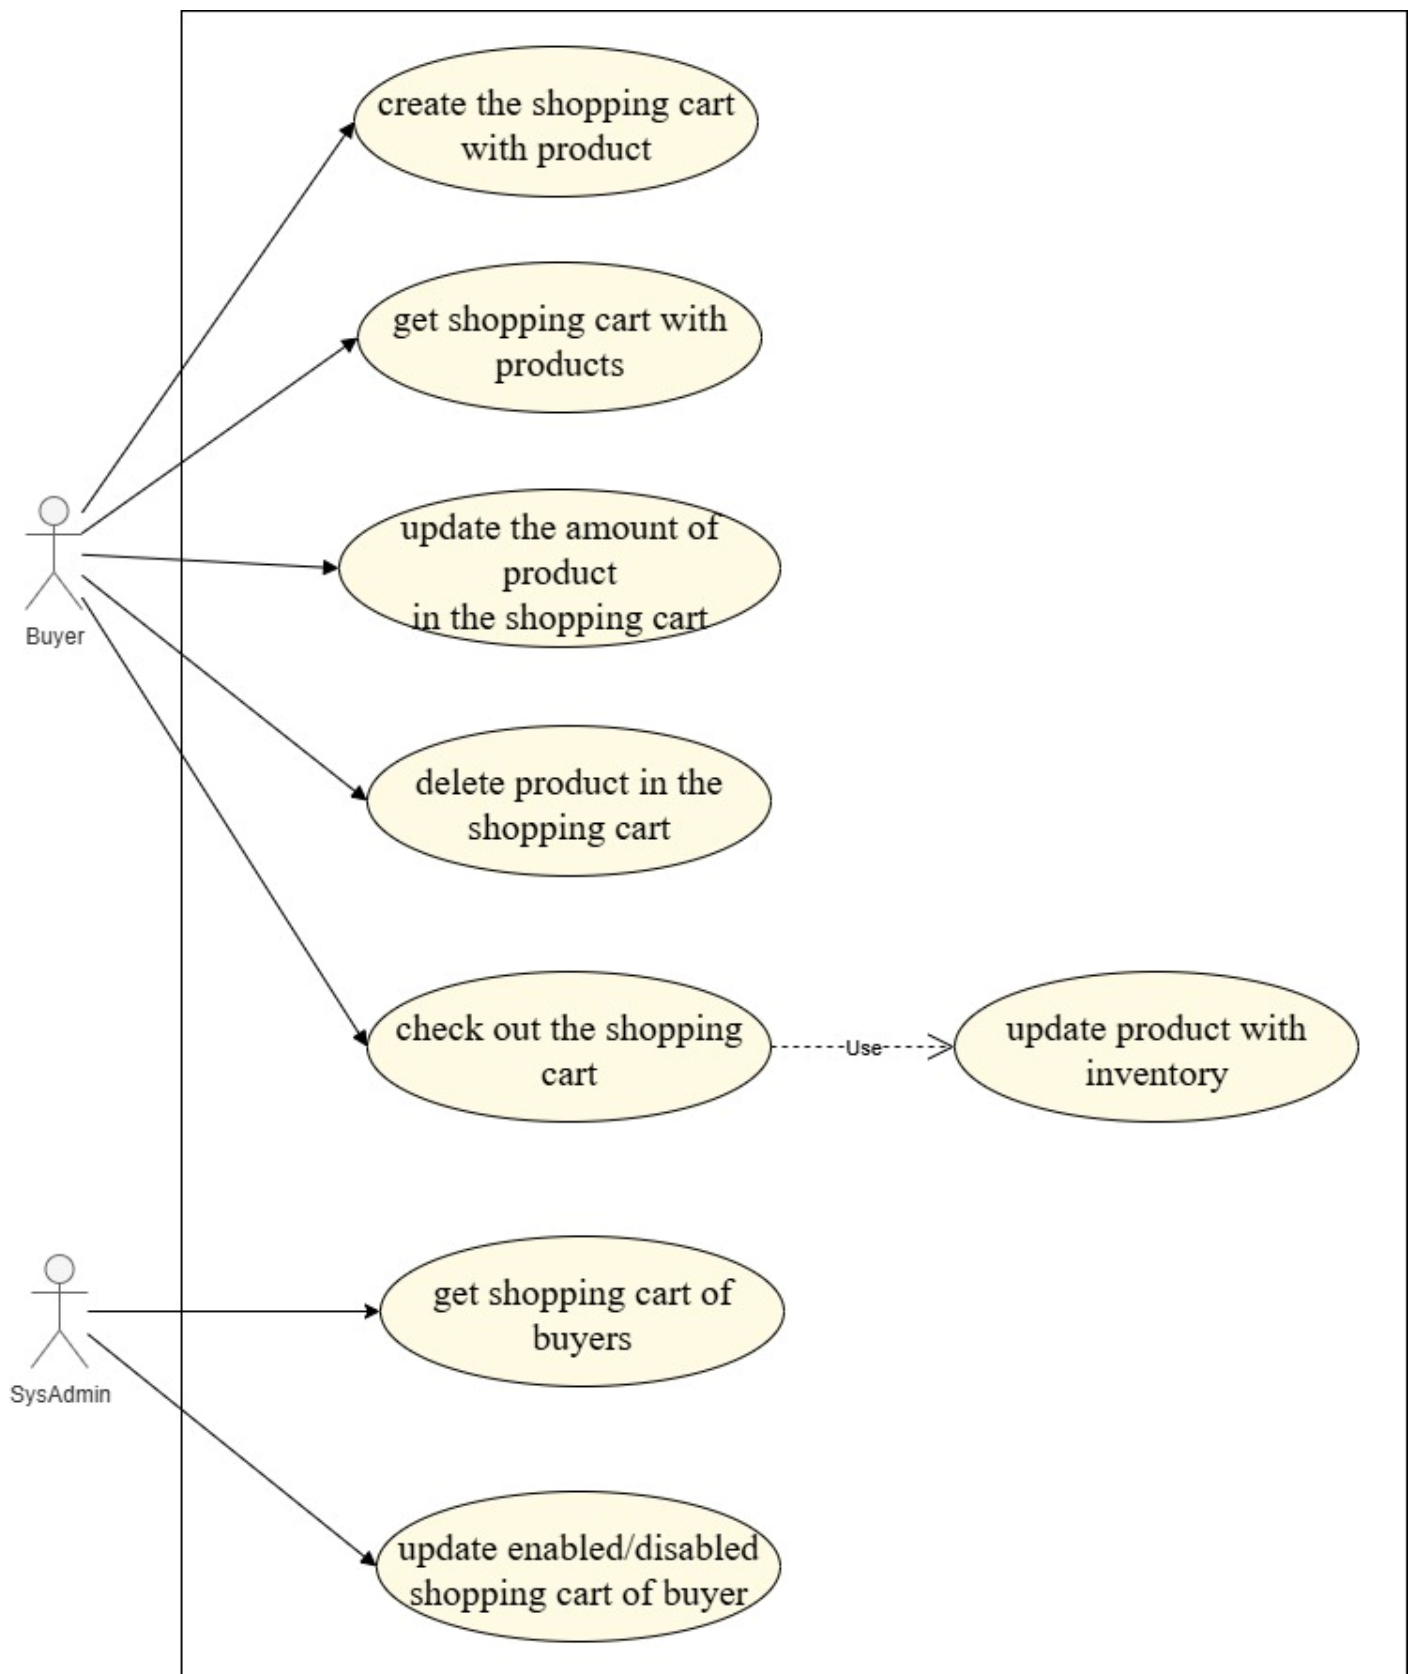 create the shopping cart
with product
get shopping cart with
products
update the amount of
product
in the shopping cart
Buyer
delete product in the
shopping cart
check out the shopping
cart
Use
update product with
inventory
get shopping cart of
buyers
SysAdmin
update enabled/disabled
shopping cart of buyer